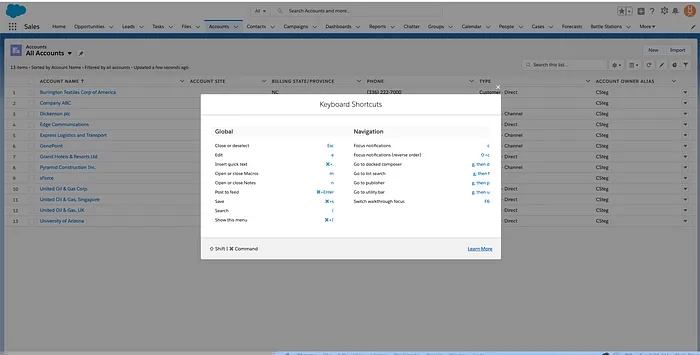 All Search Accounts and more...
Sales Home Opportunities Leads Tasks Files Accounts Contacts Campaigns Dashboards Reports Chatter Groups Calendar People Cases Forecasts Battle Stations More
Accounts
All Accounts
New Import
13 items • Sorted by Account Name • Filtered by all accounts • Updated a few seconds ago
Search this list...
ACCOUNT NAME ACCOUNT SITE BILLING STATE/PROVINCE PHONE TYPE ACCOUNT OWNER ALIAS
1 Burlington Textiles Corp of America NC (336) 222-7000 Customer Direct CSteg
2 Company ABC CSteg
3 Dickenson plc Channel CSteg
4 Edge Communications Direct CSteg
5 Express Logistics and Transport Channel CSteg
6 GenePoint Channel CSteg
7 Grand Hotels & Resorts Ltd Direct CSteg
8 Pyramid Construction Inc. Channel CSteg
9 sForce CSteg
10 United Oil & Gas Corp. Direct CSteg
11 United Oil & Gas, Singapore Direct CSteg
12 United Oil & Gas, UK Direct CSteg
13 University of Arizona Direct CSteg
Keyboard Shortcuts
Global
Close or deselect Esc
Edit e
Insert quick text ⌘+.
Open or close Macros m
Open or close Notes n
Post to feed ⌘+Enter
Save ⌘+s
Search /
Show this menu ⌘+/
Navigation
Focus notifications
Focus notifications (reverse order)
Go to docked composer g, then d
Go to list search g, then f
Go to publisher g, then p
Go to utility bar g, then u
Switch walkthrough focus F6
⇧ Shift | ⌘ Command
Learn More